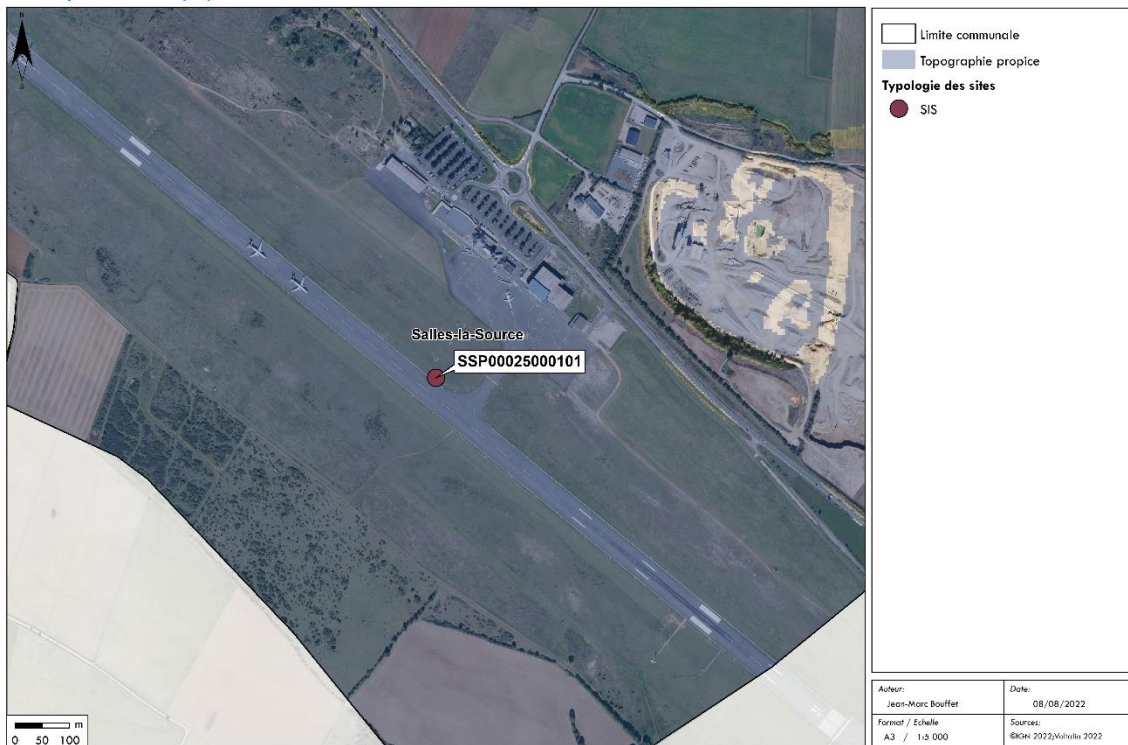 N
Salles-la-Source
SSP00025000101
m
0 50 100
Limite communale
Topographie propice
Typologie des sites
SIS
Auteur:
Jean-Marc Bouffet
Date:
08/08/2022
Format / Echelle
A3 / 1:5 000
Sources:
©IGN 2022;Voltalia 2022